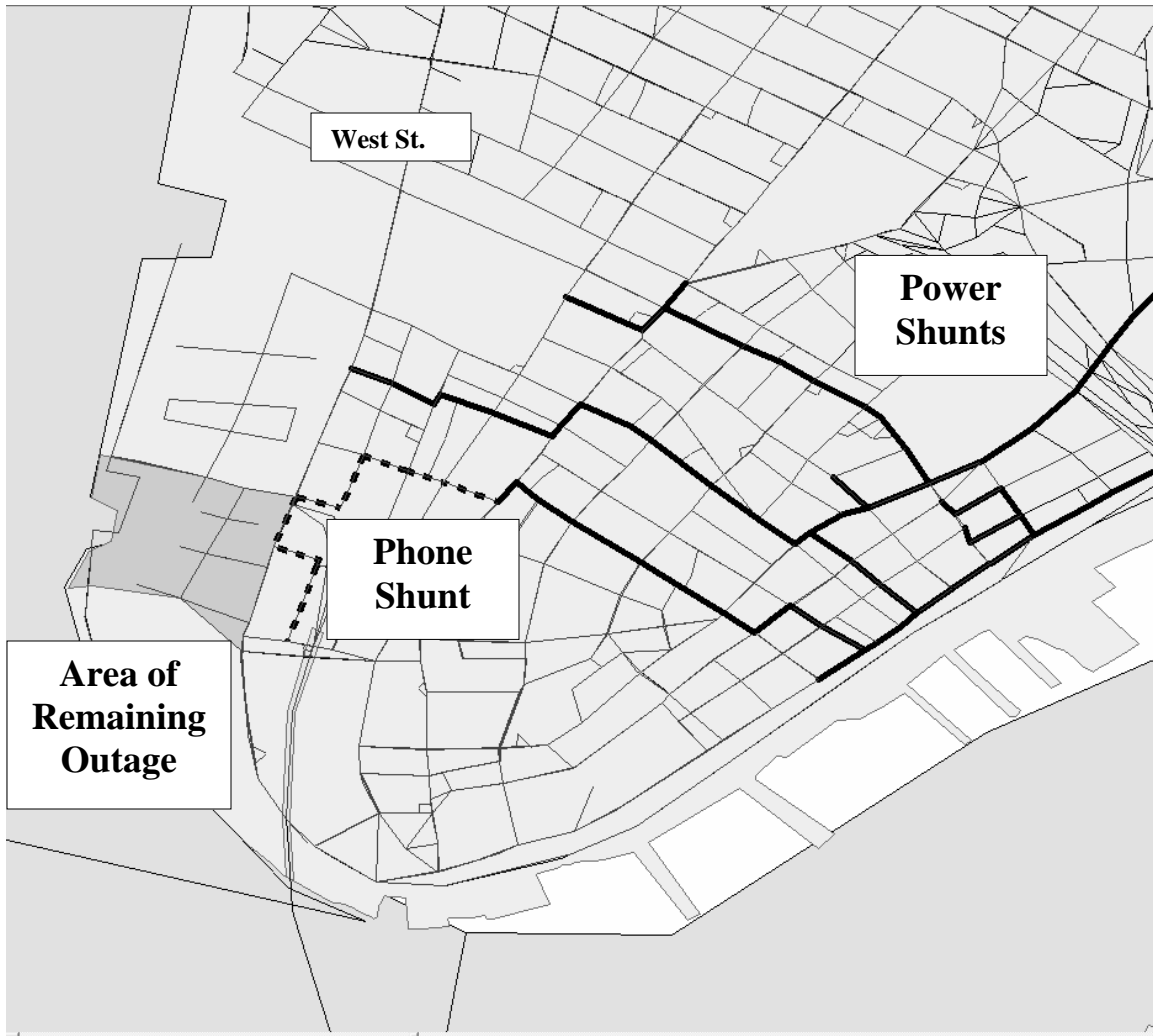 West St.
Power
Shunts
Phone
Shunt
Area of
Remaining
Outage